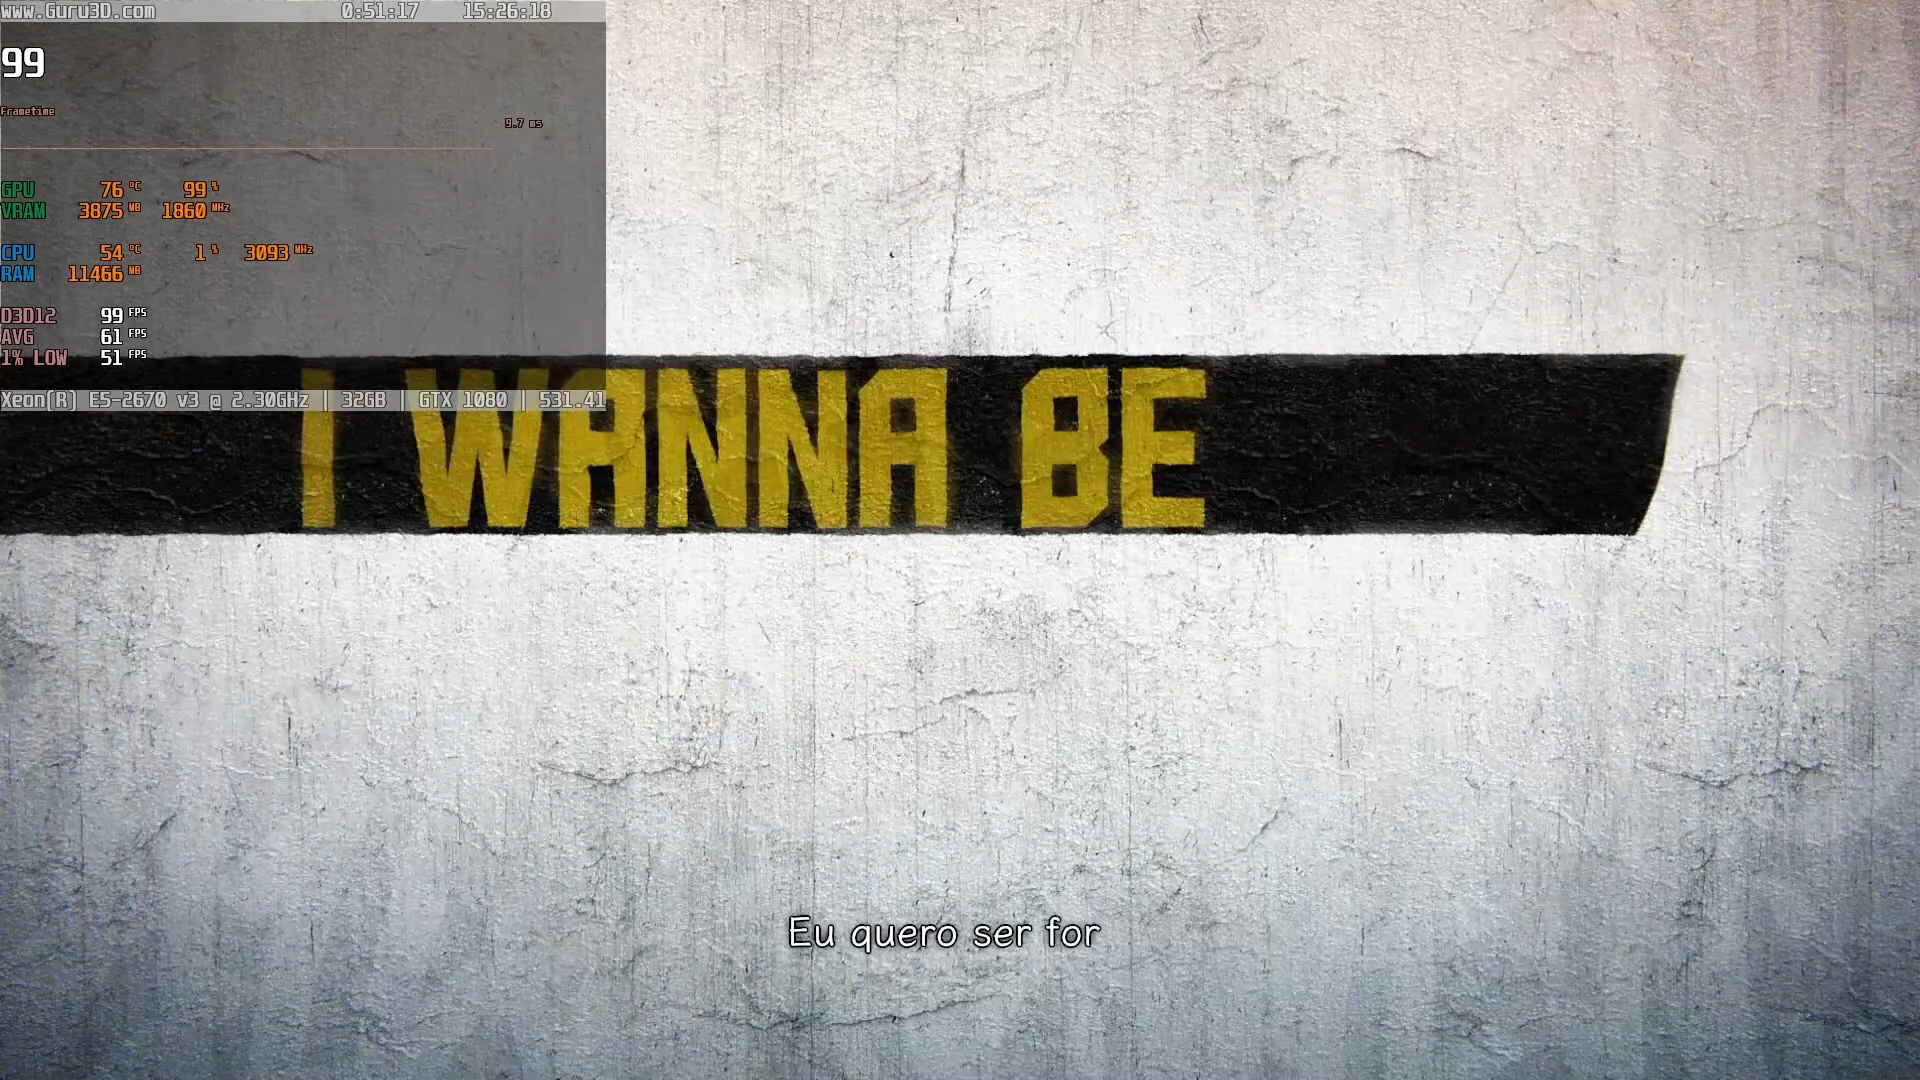 www.Guru3D.com 0:51:17 15:26:18
99
Frametime
9.7 ms
GPU 76 °C 99 %
VRAM 3875 MB 1860 MHz
CPU 54 °C 1 % 3093 MHz
RAM 11466 MB
D3D12 99 FPS
AVG 61 FPS
1% LOW 51 FPS
Xeon(R) E5-2670 v3 @ 2.30GHz | 32GB | GTX 1080 | 531.41
I WANNA BE
Eu quero ser for